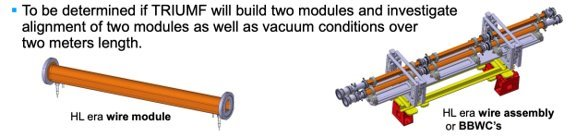 ▪ To be determined if TRIUMF will build two modules and investigate
alignment of two modules as well as vacuum conditions over
two meters length.
HL era wire module
HL era wire assembly
or BBWC's